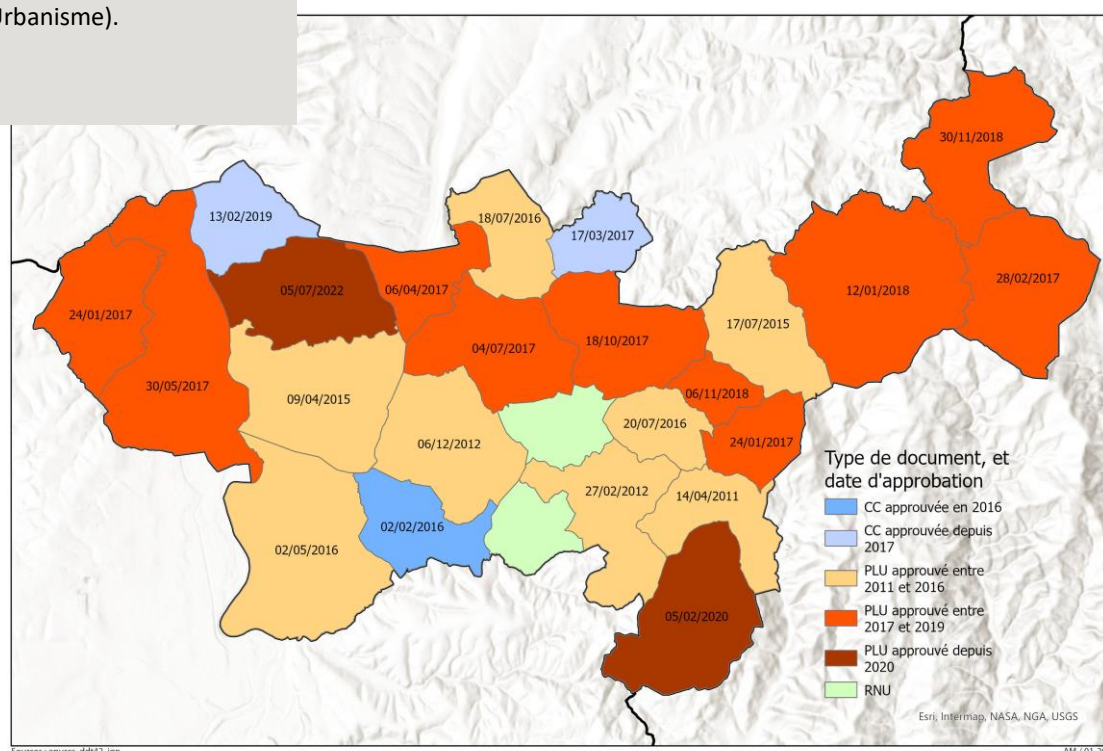 Urbanisme).
30/11/2018
13/02/2019
18/07/2016
17/03/2017
28/02/2017
05/07/2022
06/04/2017
12/01/2018
24/01/2017
17/07/2015
04/07/2017
18/10/2017
30/05/2017
09/04/2015
06/11/2018
20/07/2016
06/12/2012
24/01/2017
27/02/2012
14/04/2011
02/02/2016
02/05/2016
05/02/2020
Type de document, et
date d'approbation
CC approuvée en 2016
CC approuvée depuis
2017
PLU approuvé entre
2011 et 2016
PLU approuvé entre
2017 et 2019
PLU approuvé depuis
2020
RNU
Esri, Intermap, NASA, NGA, USGS